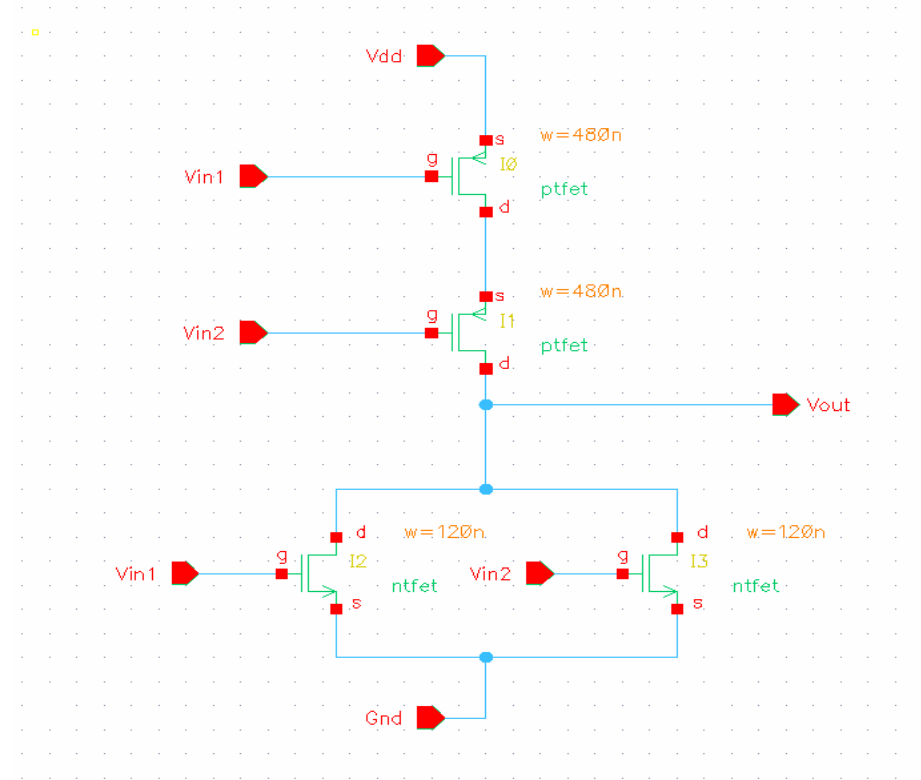 Vdd
s
w=480n
g
I0
Vin1
ptfet
d
s
w=480n
g
I1
Vin2
ptfet
d
Vout
d
w=120n
d
w=120n
g
I2
g
I3
Vin1
Vin2
ntfet
ntfet
s
s
Gnd